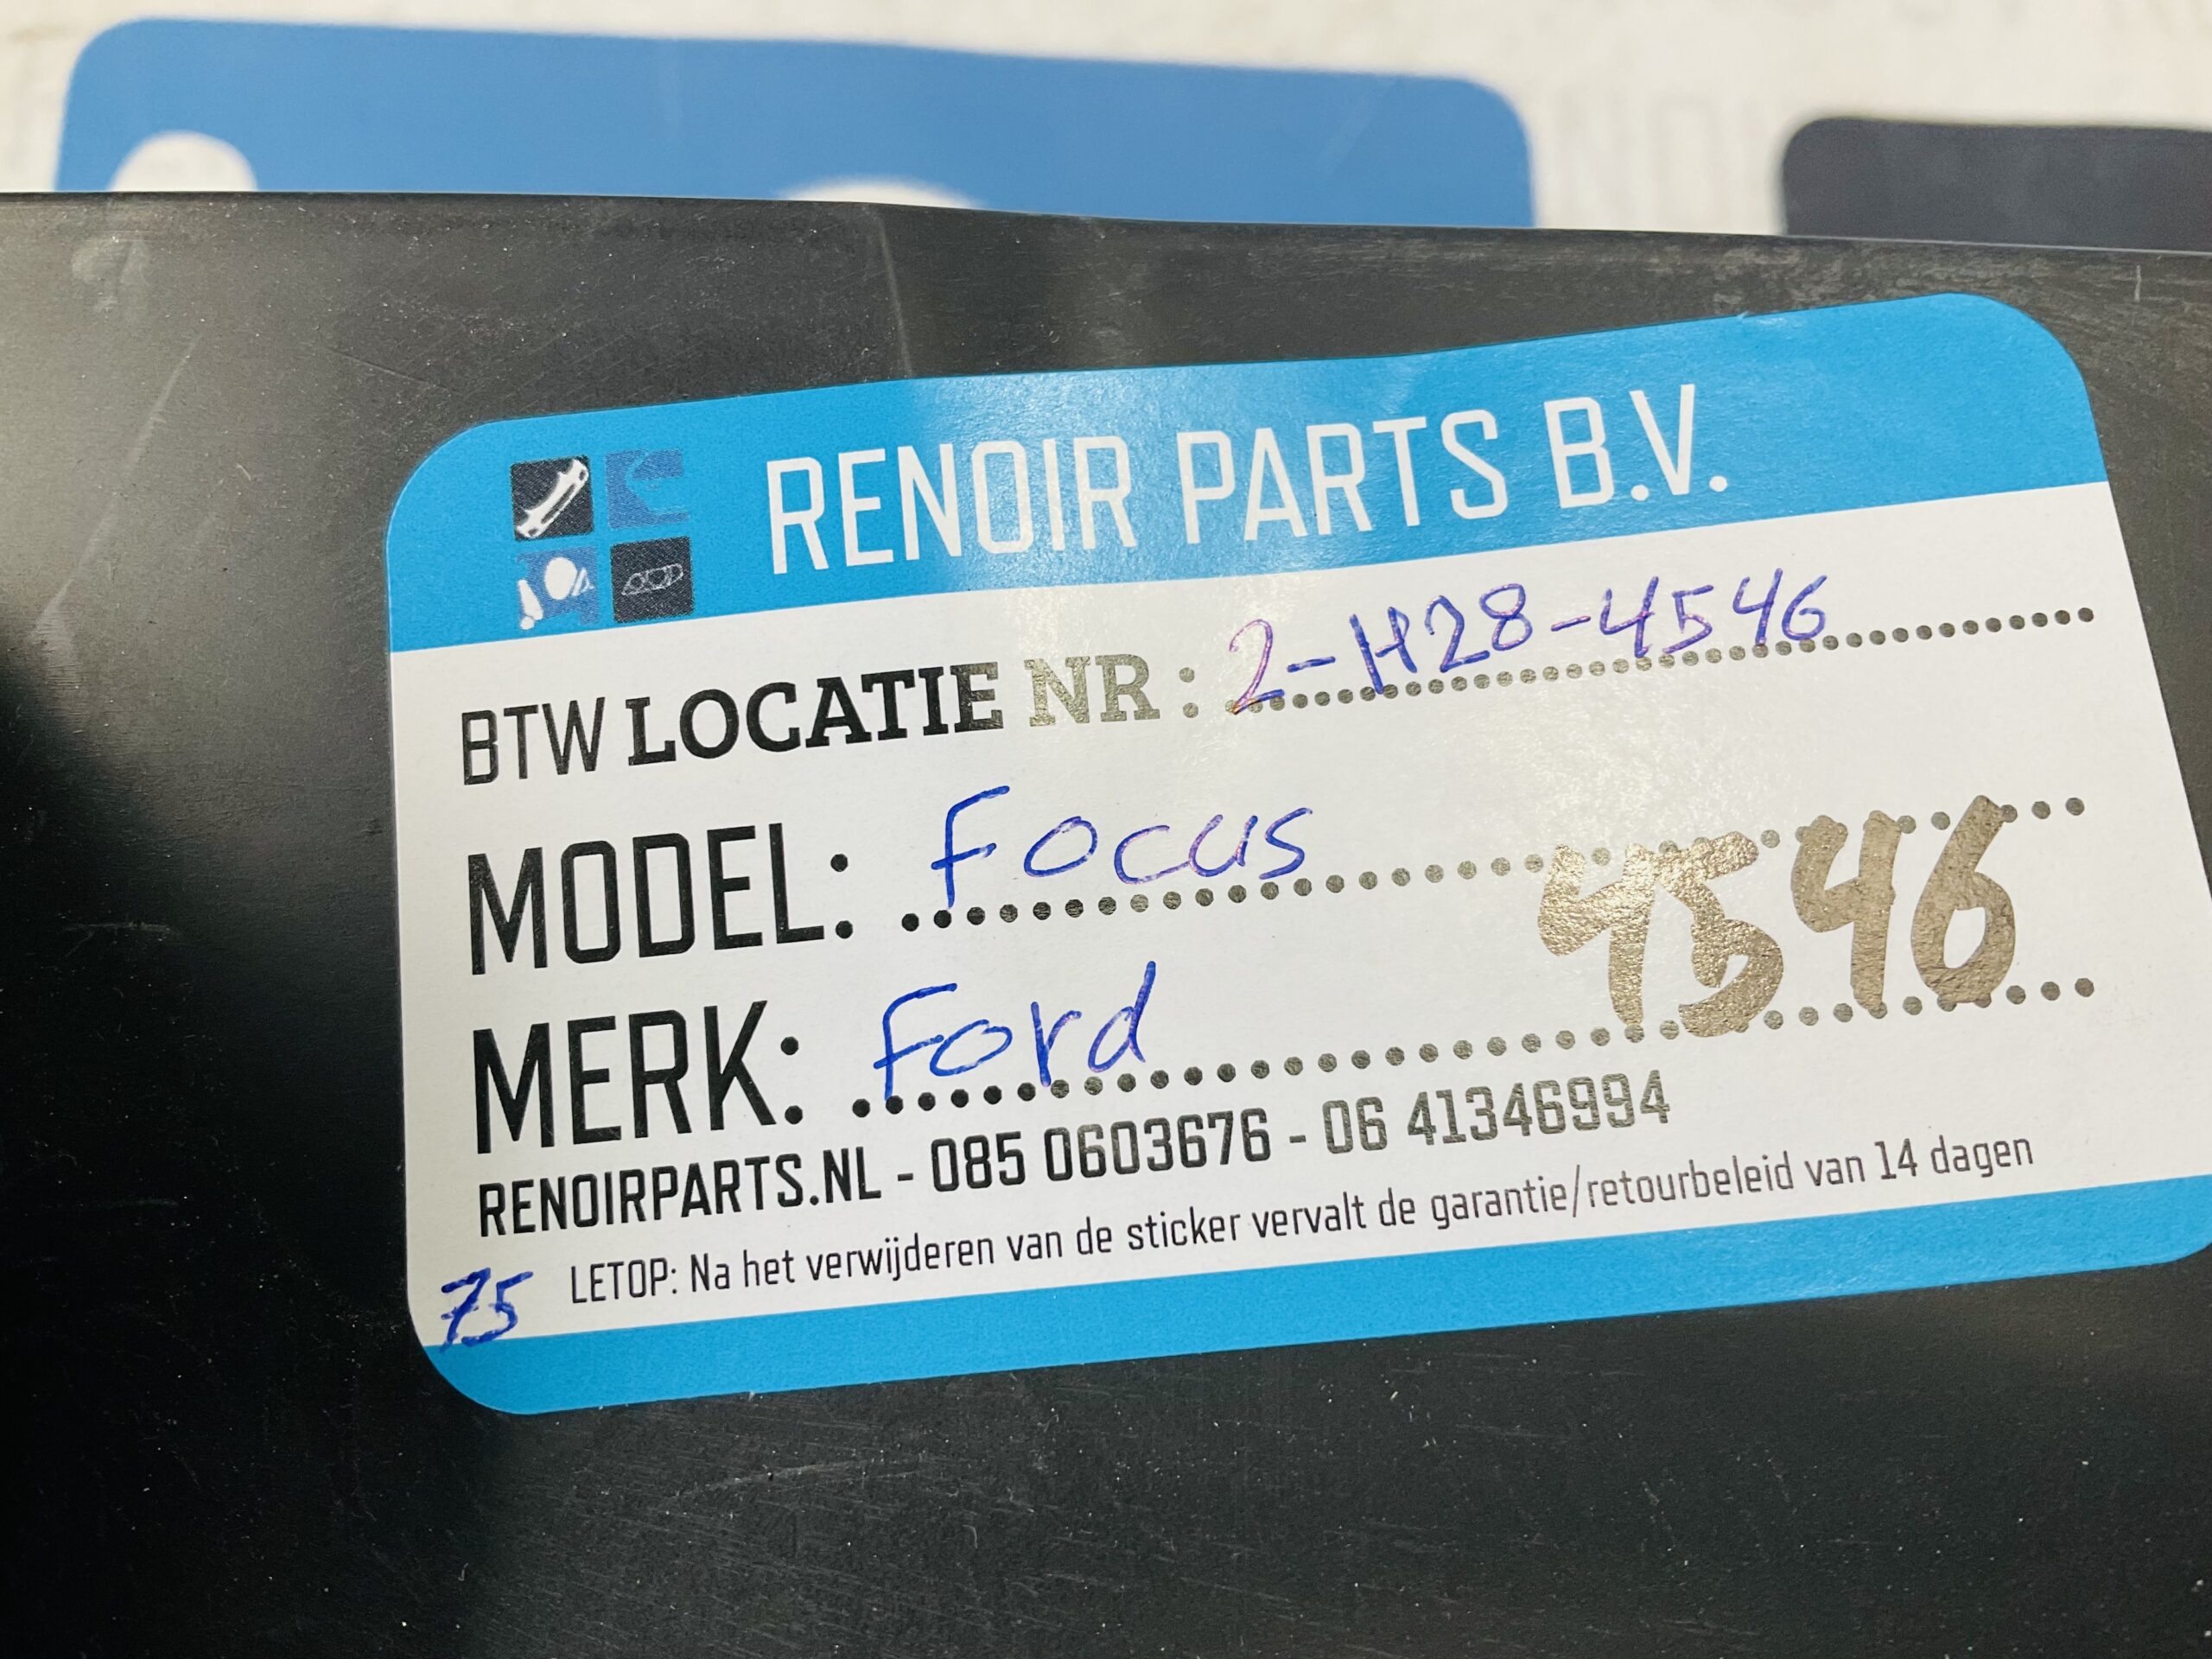 RENOIR PARTS B.V.
BTW LOCATIE NR: 2-H28-4546
MODEL: Focus
4546
MERK: Ford
RENOIRPARTS.NL - 085 0603676 - 06 41346994
LETOP: Na het verwijderen van de sticker vervalt de garantie/retourbeleid van 14 dagen
75